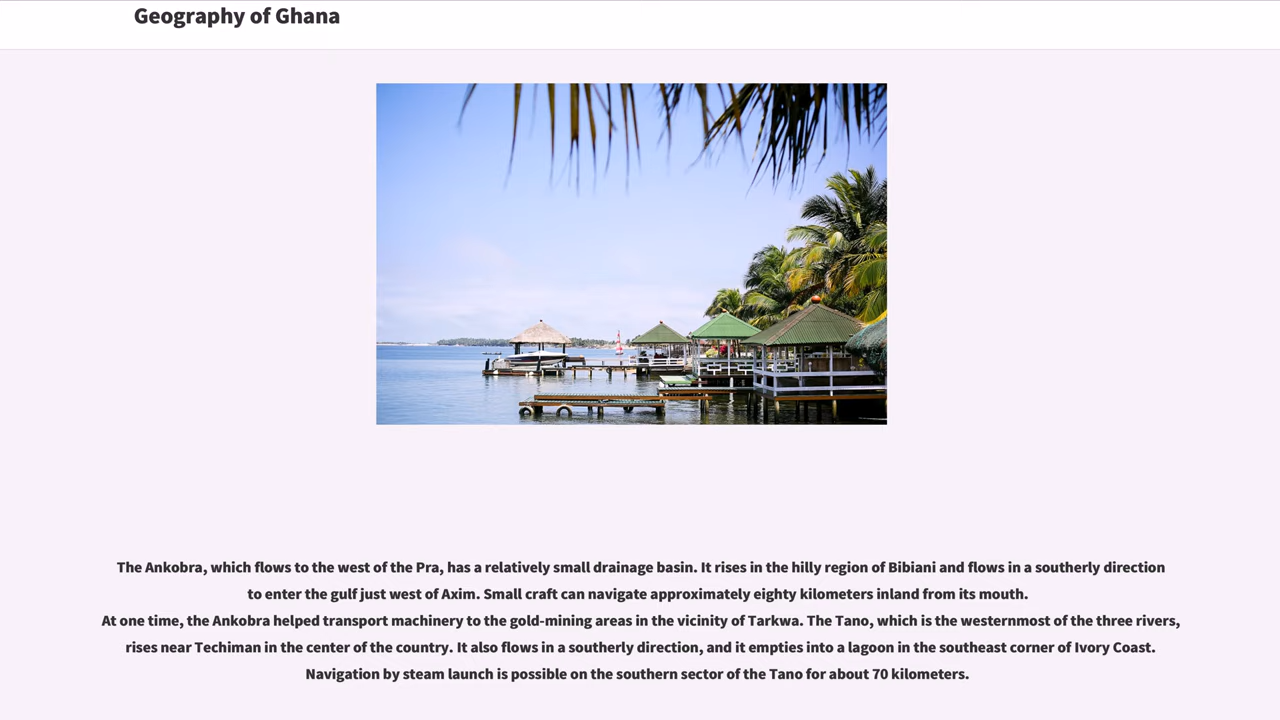 Geography of Ghana
The Ankobra, which flows to the west of the Pra, has a relatively small drainage basin. It rises in the hilly region of Bibiani and flows in a southerly direction
to enter the gulf just west of Axim. Small craft can navigate approximately eighty kilometers inland from its mouth.
At one time, the Ankobra helped transport machinery to the gold-mining areas in the vicinity of Tarkwa. The Tano, which is the westernmost of the three rivers,
rises near Techiman in the center of the country. It also flows in a southerly direction, and it empties into a lagoon in the southeast corner of Ivory Coast.
Navigation by steam launch is possible on the southern sector of the Tano for about 70 kilometers.